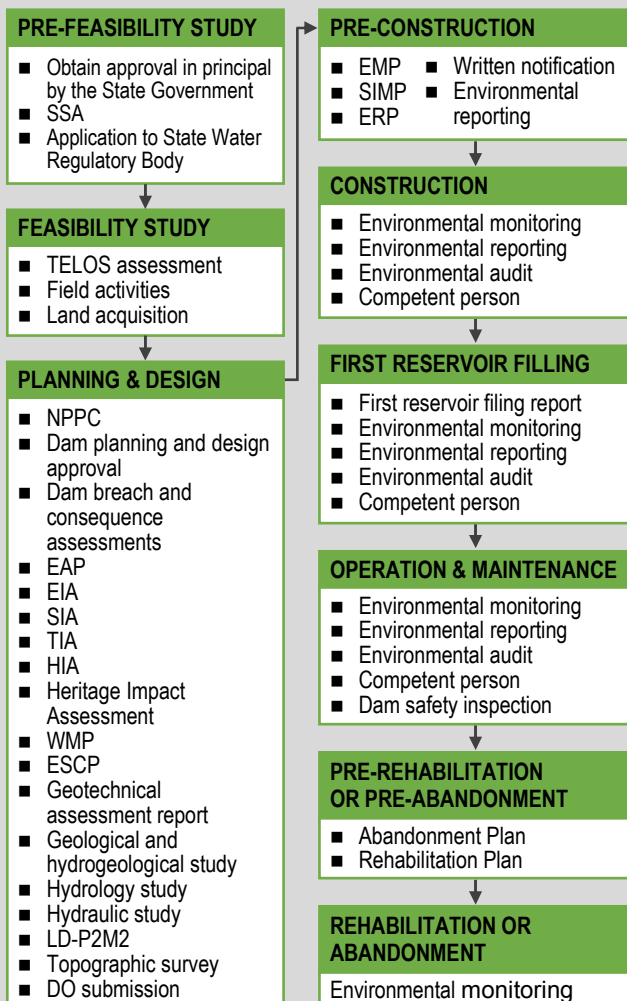 PRE-FEASIBILITY STUDY
Obtain approval in principal
by the State Government
SSA
Application to State Water
Regulatory Body
FEASIBILITY STUDY
TELOS assessment
Field activities
Land acquisition
PLANNING & DESIGN
NPPC
Dam planning and design
approval
Dam breach and
consequence
assessments
EAP
EIA
SIA
TIA
HIA
Heritage Impact
Assessment
WMP
ESCP
Geotechnical
assessment report
Geological and
hydrogeological study
Hydrology study
Hydraulic study
LD-P2M2
Topographic survey
DO submission
PRE-CONSTRUCTION
EMP
SIMP
ERP
Written notification
Environmental
reporting
CONSTRUCTION
Environmental monitoring
Environmental reporting
Environmental audit
Competent person
FIRST RESERVOIR FILLING
First reservoir filing report
Environmental monitoring
Environmental reporting
Environmental audit
Competent person
OPERATION & MAINTENANCE
Environmental monitoring
Environmental reporting
Environmental audit
Competent person
Dam safety inspection
PRE-REHABILITATION
OR PRE-ABANDONMENT
Abandonment Plan
Rehabilitation Plan
REHABILITATION OR
ABANDONMENT
Environmental monitoring